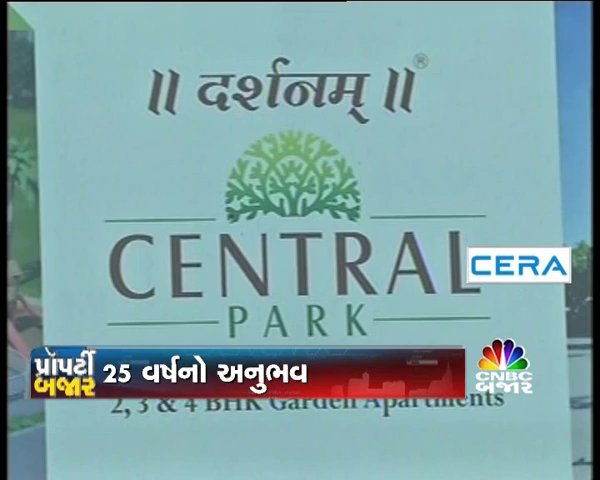 ॥ दर्शनम् ॥ ®
CENTRAL
CERA
PARK
પ્રૉપર્ટી
બજાર
25 વર્ષનો અનુભવ
CNBC
બજાર
2, 3 & 4 BHK Garden Apartments